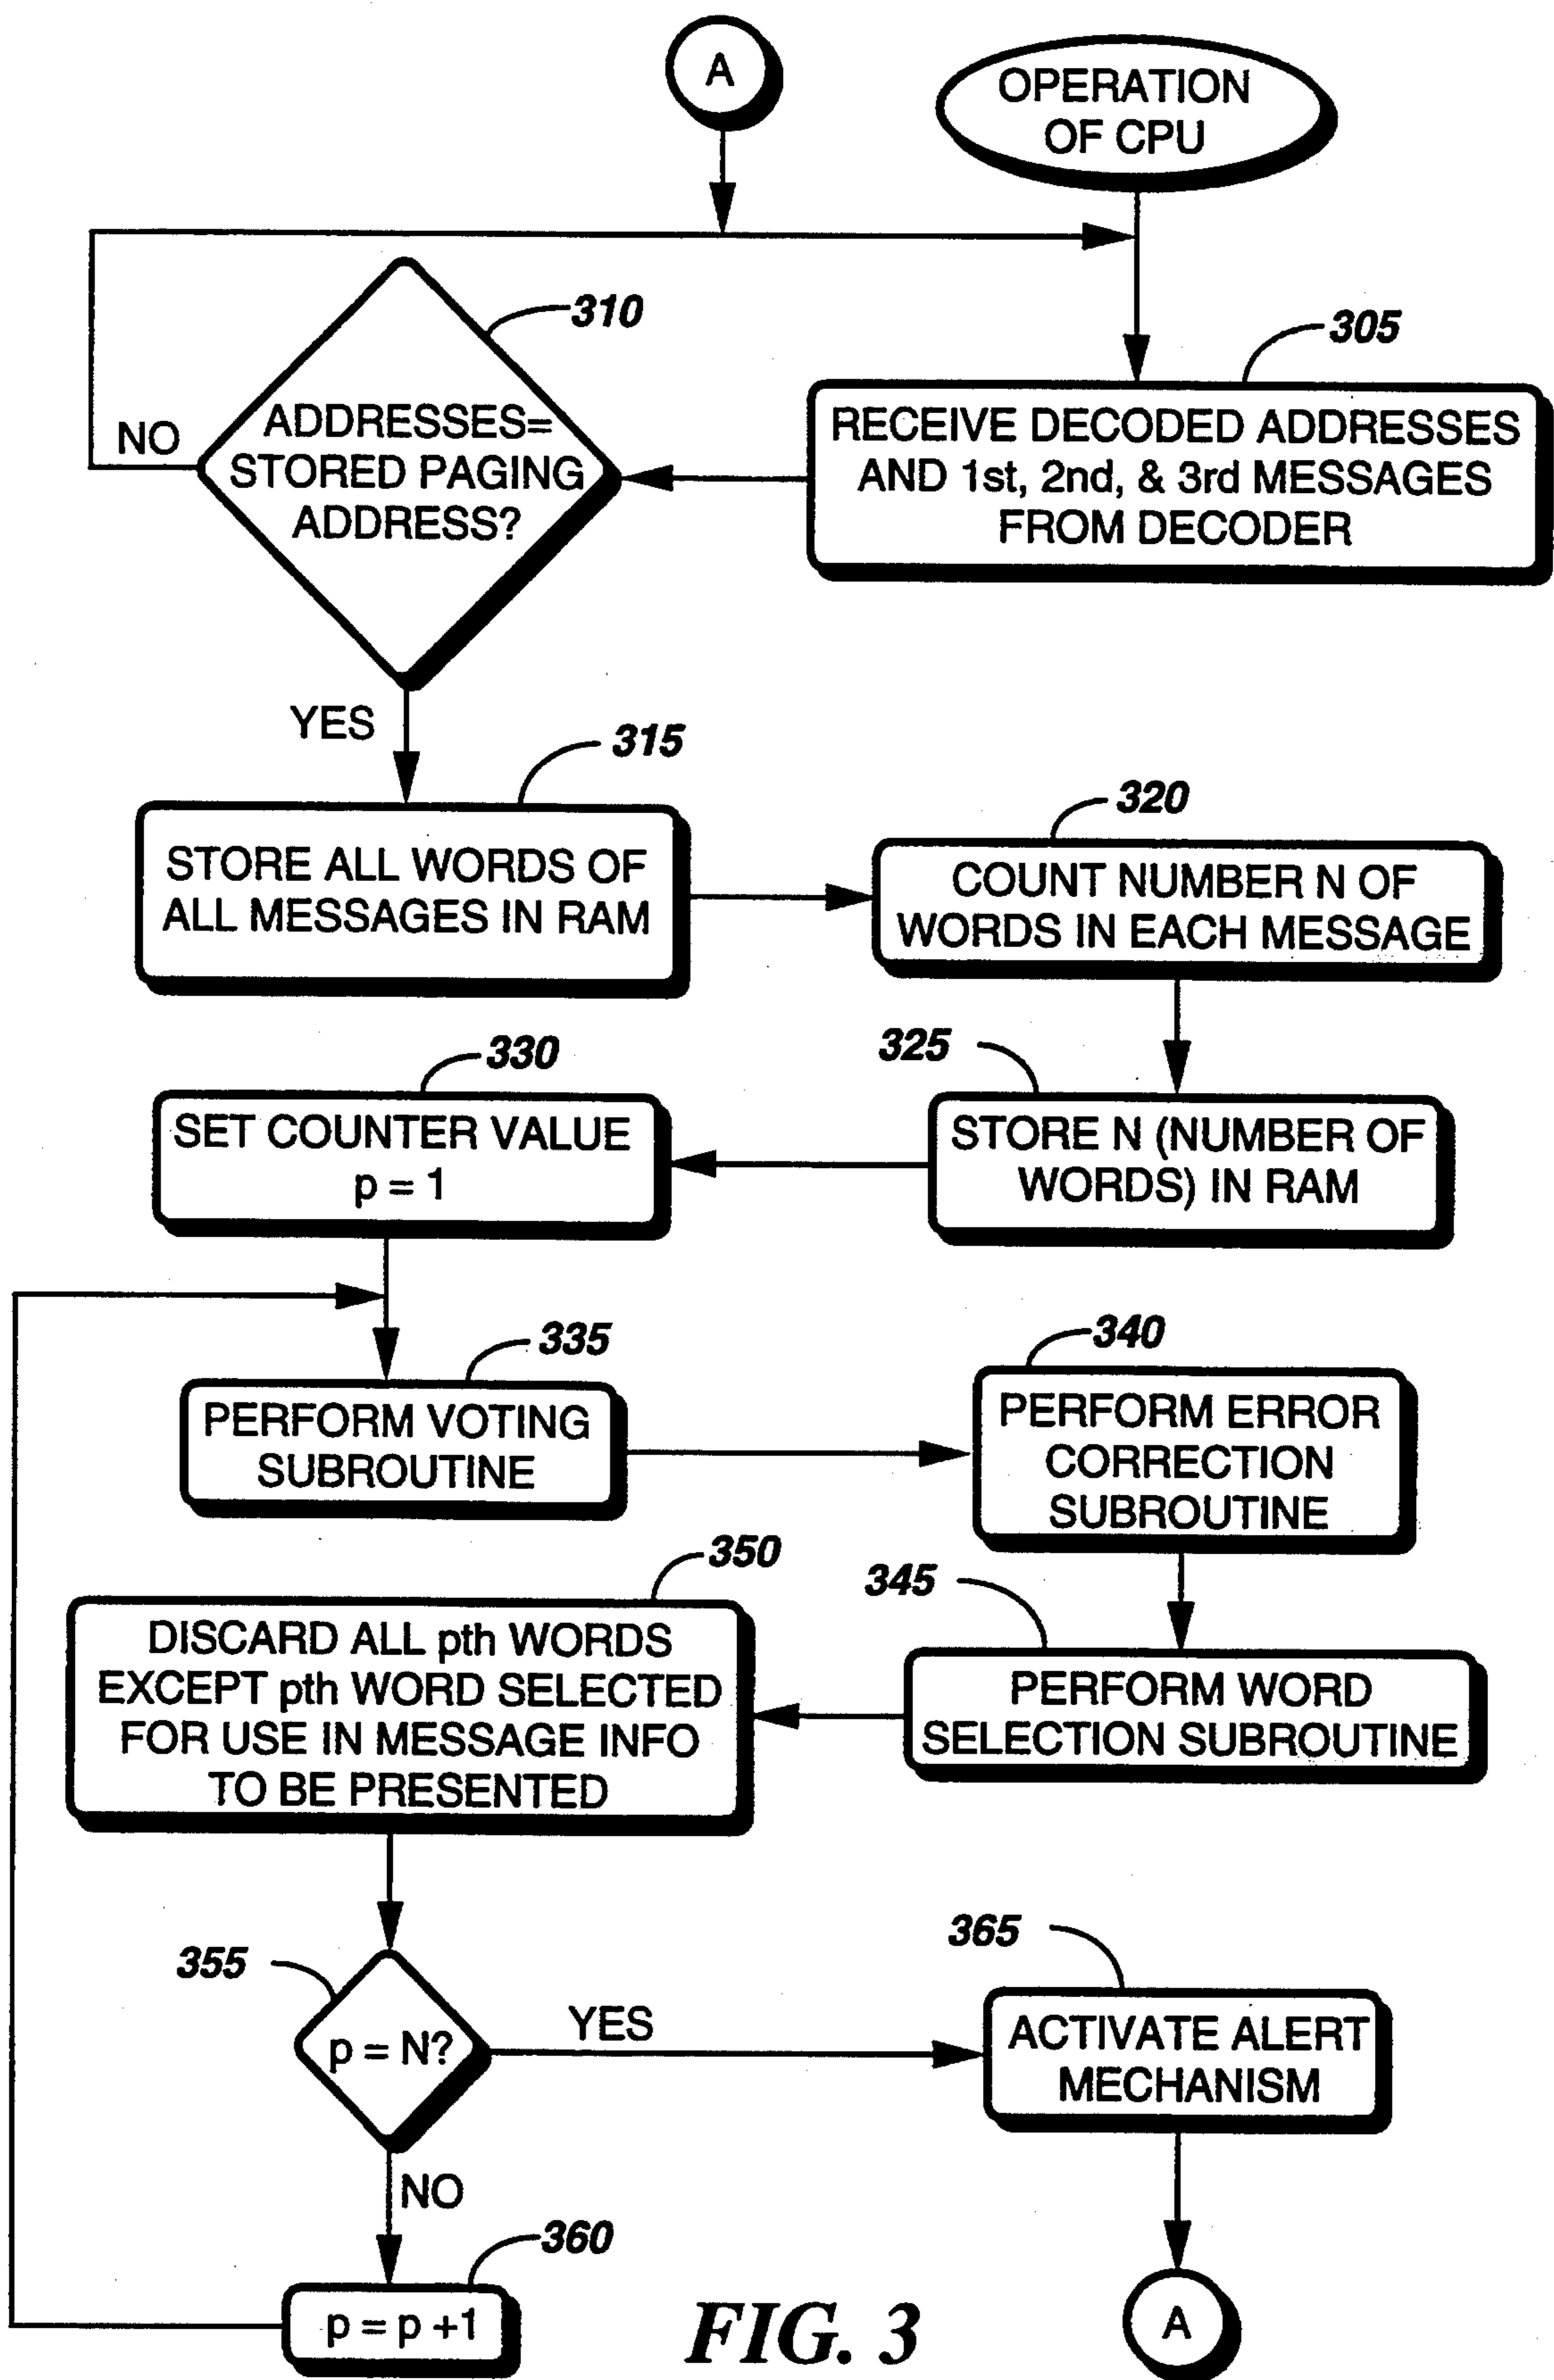 A
OPERATION
OF CPU
310
305
ADDRESSES=
STORED PAGING
ADDRESS?
NO
RECEIVE DECODED ADDRESSES
AND 1st, 2nd, & 3rd MESSAGES
FROM DECODER
YES
315
STORE ALL WORDS OF
ALL MESSAGES IN RAM
320
COUNT NUMBER N OF
WORDS IN EACH MESSAGE
325
STORE N (NUMBER OF
WORDS) IN RAM
330
SET COUNTER VALUE
p = 1
335
PERFORM VOTING
SUBROUTINE
340
PERFORM ERROR
CORRECTION
SUBROUTINE
345
PERFORM WORD
SELECTION SUBROUTINE
350
DISCARD ALL pth WORDS
EXCEPT pth WORD SELECTED
FOR USE IN MESSAGE INFO
TO BE PRESENTED
355
p = N?
YES
365
ACTIVATE ALERT
MECHANISM
NO
360
p = p +1
A
FIG. 3